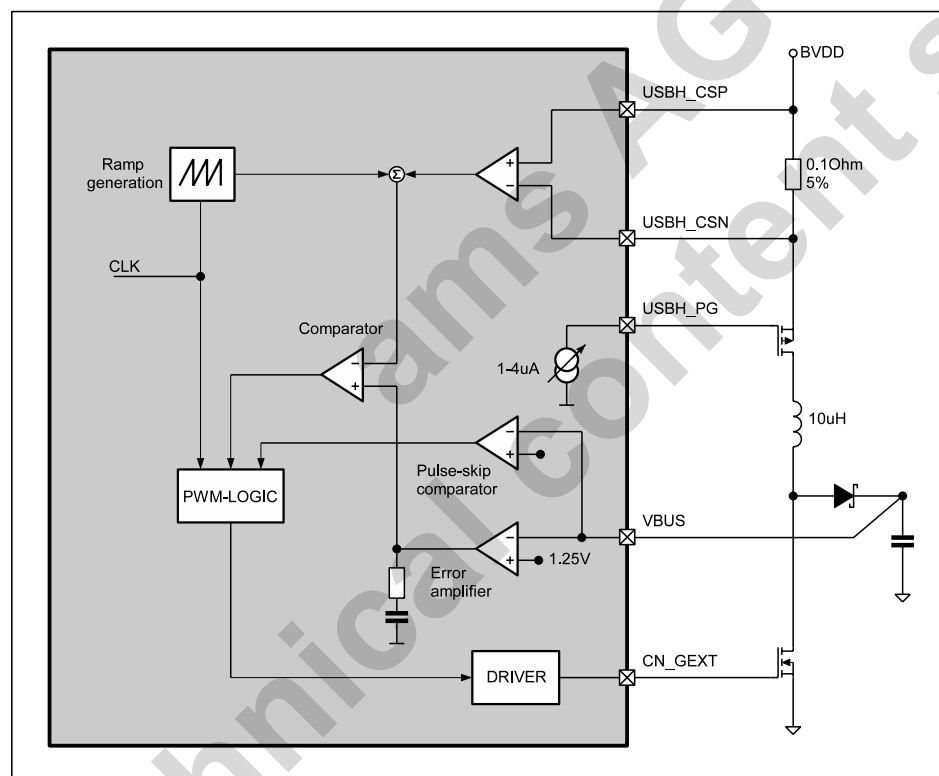 BVDD
USBH_CSP
Ramp
generation
Σ
+
−
0.1Ohm
5%
USBH_CSN
CLK
USBH_PG
Comparator
1-4uA
−
+
10uH
−
+
Pulse-skip
comparator
PWM-LOGIC
VBUS
−
+
1.25V
Error
amplifier
CN_GEXT
DRIVER
ams AG
technical content s